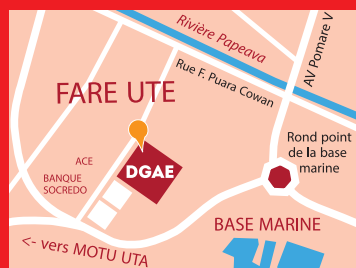 Rivière Papeava
AV Pomare V
Rue F. Puara Cowan
FARE UTE
Rond point
de la base
marine
ACE
DGAE
BANQUE
SOCREDO
BASE MARINE
<- vers MOTU UTA